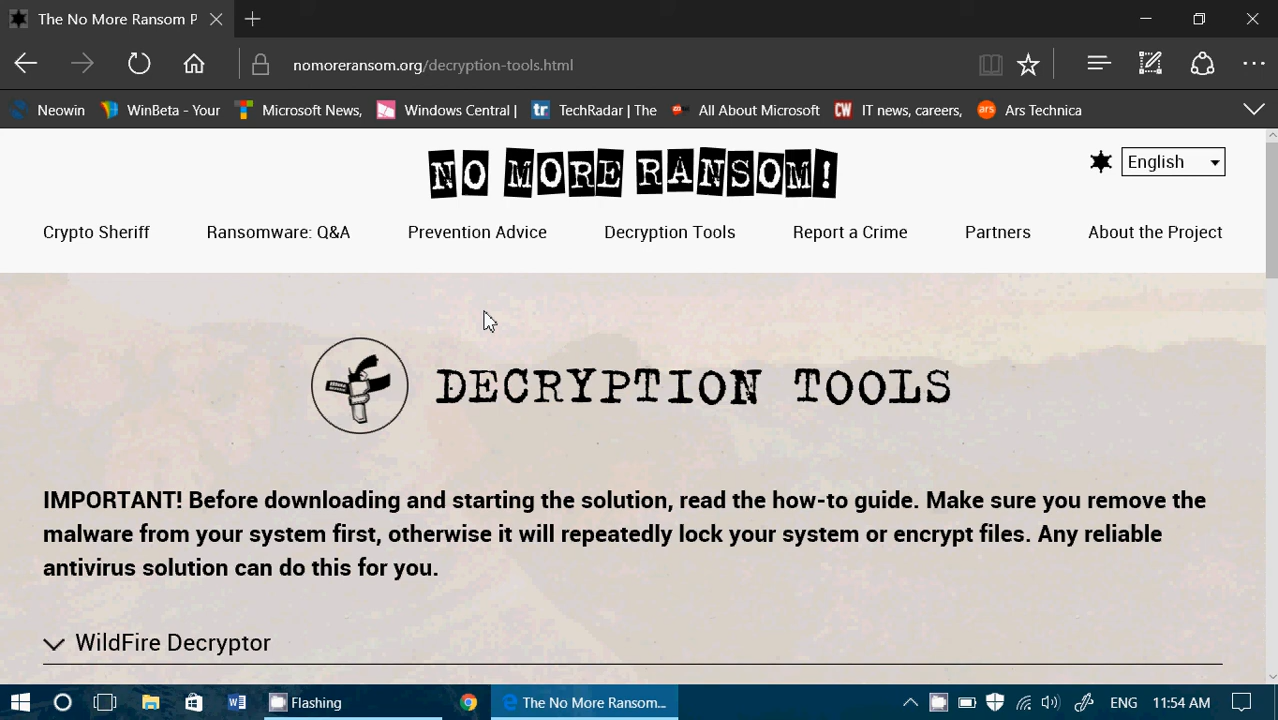 The No More Ransom P
nomoreransom.org/decryption-tools.html
Neowin WinBeta - Your Microsoft News, Windows Central | tr TechRadar | The All About Microsoft CW IT news, careers, ars Ars Technica
NO MORE RANSOM!
English
Crypto Sheriff Ransomware: Q&A Prevention Advice Decryption Tools Report a Crime Partners About the Project
DECRYPTION TOOLS
IMPORTANT! Before downloading and starting the solution, read the how-to guide. Make sure you remove the
malware from your system first, otherwise it will repeatedly lock your system or encrypt files. Any reliable
antivirus solution can do this for you.
WildFire Decryptor
Flashing The No More Ransom... ENG 11:54 AM